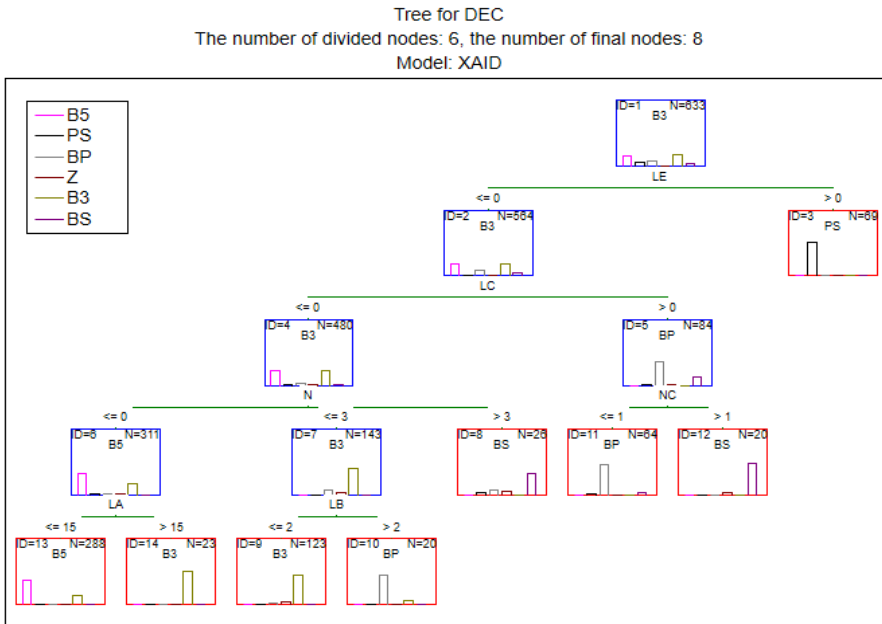 Tree for DEC
The number of divided nodes: 6, the number of final nodes: 8
Model: XAID
B5
PS
BP
Z
B3
BS
ID=1 N=633
B3
LE
<= 0 > 0
ID=2 N=564
B3
ID=3 N=69
PS
LC
<= 0 > 0
ID=4 N=480
B3
ID=5 N=84
BP
N NC
<= 0 <= 3 > 3 <= 1 > 1
ID=6 N=311
B5
ID=7 N=143
B3
ID=8 N=26
BS
ID=11 N=64
BP
ID=12 N=20
BS
LA LB
<= 15 > 15 <= 2 > 2
ID=13 N=288
B5
ID=14 N=23
B3
ID=9 N=123
B3
ID=10 N=20
BP